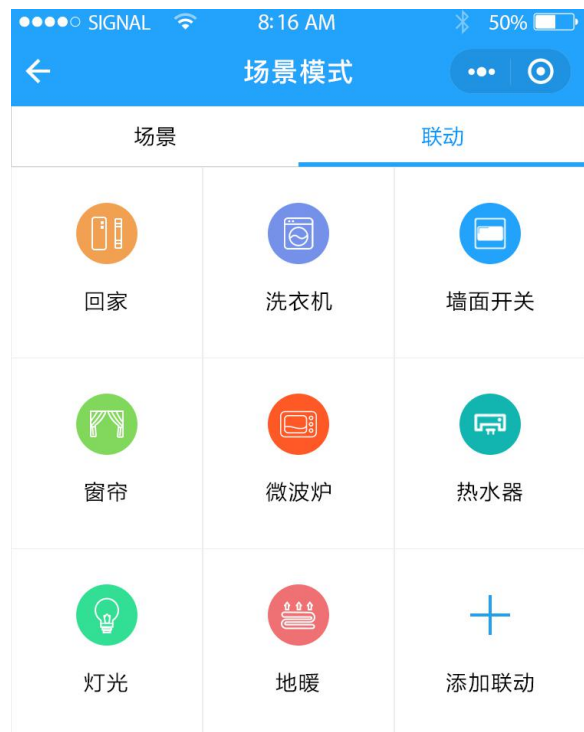 SIGNAL 8:16 AM 50%
场景模式
场景 联动
回家 洗衣机 墙面开关
窗帘 微波炉 热水器
灯光 地暖 添加联动